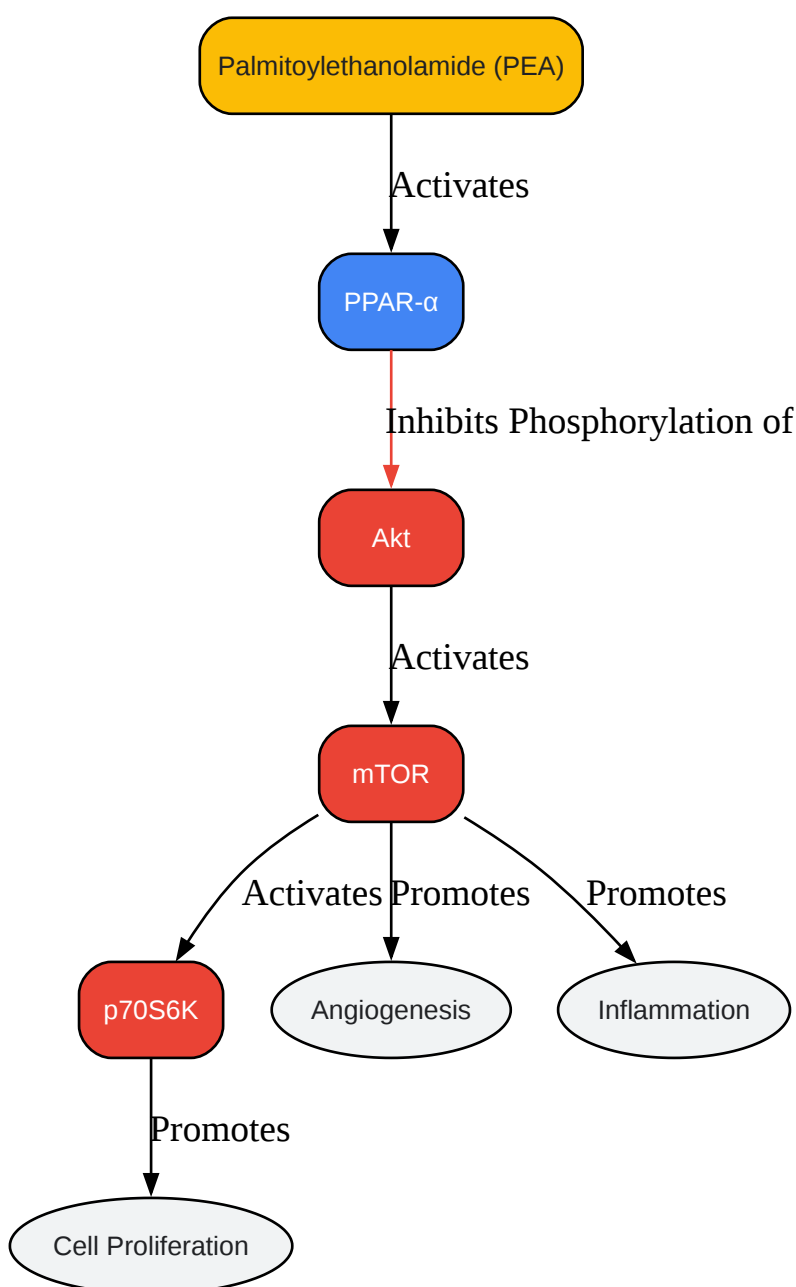 Palmitoylethanolamide (PEA)
Activates
PPAR-α
Inhibits Phosphorylation of
Akt
Activates
mTOR
Activates
Promotes
Promotes
p70S6K
Angiogenesis
Inflammation
Promotes
Cell Proliferation